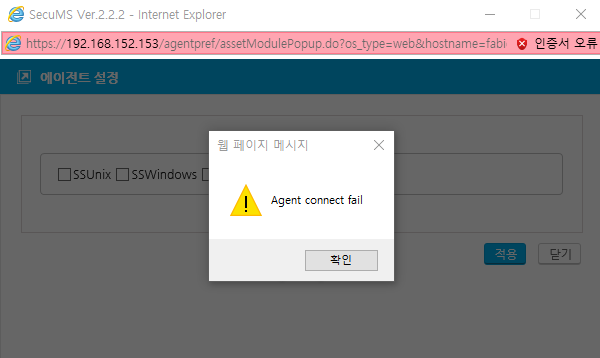 SecuMS Ver.2.2.2 - Internet Explorer
https://192.168.152.153/agentpref/assetModulePopup.do?os_type=web&hostname=fabi 인증서 오류
에이전트 설정
웹 페이지 메시지
SSUnix SSWindows
Agent connect fail
적용 닫기
확인